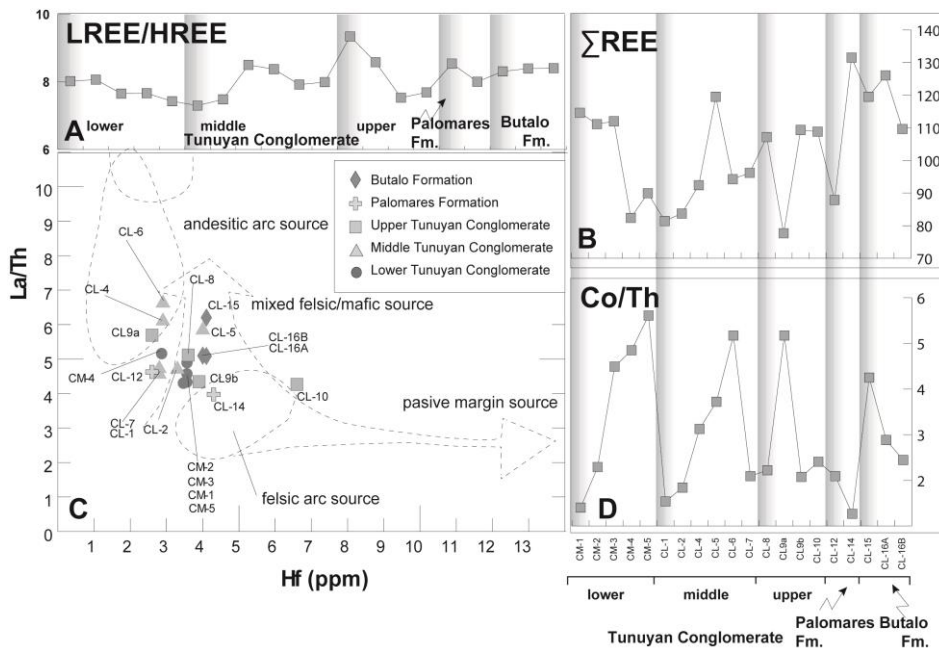 LREE/HREE
10
8
6
A
lower
middle
upper
Tunuyan Conglomerate
Palomares
Fm.
Butalo
Fm.
La/Th
10
9
8
7
6
5
4
3
2
1
0
Butalo Formation
Palomares Formation
Upper Tunuyan Conglomerate
Middle Tunuyan Conglomerate
Lower Tunuyan Conglomerate
andesitic arc source
CL-6
CL-4
CL-8
mixed felsic/mafic source
CL-15
CL9a
CL-5
CL-16B
CL-16A
CM-4
CL-12
CL9b
CL-14
CL-10
CL-7
CL-1
CL-2
pasive margin source
CM-2
CM-3
CM-1
CM-5
felsic arc source
C
1 2 3 4 5 6 7 8 9 10 11 12 13
Hf (ppm)
∑REE
140
130
120
110
100
90
80
70
B
Co/Th
6
5
4
3
2
D
CM-1
CM-2
CM-3
CM-4
CM-5
CL-1
CL-2
CL-4
CL-5
CL-6
CL-7
CL-8
CL9a
CL9b
CL-10
CL-12
CL-14
CL-15
CL-16A
CL-16B
lower
middle
upper
Tunuyan Conglomerate
Palomares
Fm.
Butalo
Fm.